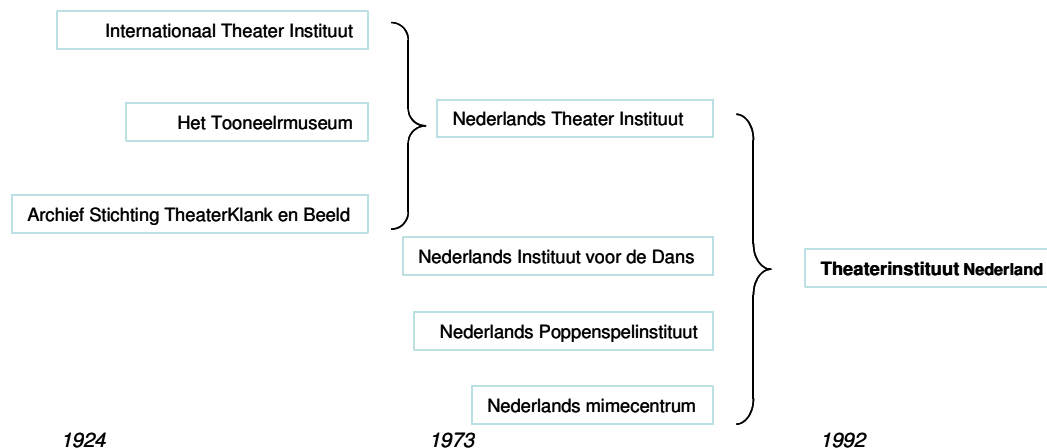 Internationaal Theater Instituut
Het Tooneelrmuseum
Archief Stichting TheaterKlank en Beeld
Nederlands Theater Instituut
Nederlands Instituut voor de Dans
Nederlands Poppenspelinstituut
Nederlands mimecentrum
Theaterinstituut Nederland
1924
1973
1992